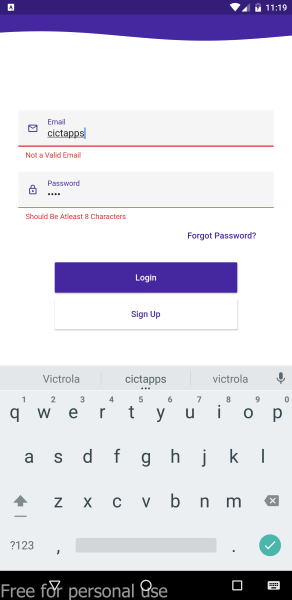 A
11:19
Email
cictapps
Not a Valid Email
Password
••••
Should Be Atleast 8 Characters
Forgot Password?
Login
Sign Up
Victrola cictapps victrola
1 2 3 4 5 6 7 8 9 0
q w e r t y u i o p
a s d f g h j k l
z x c v b n m
?123 , .
Free for personal use